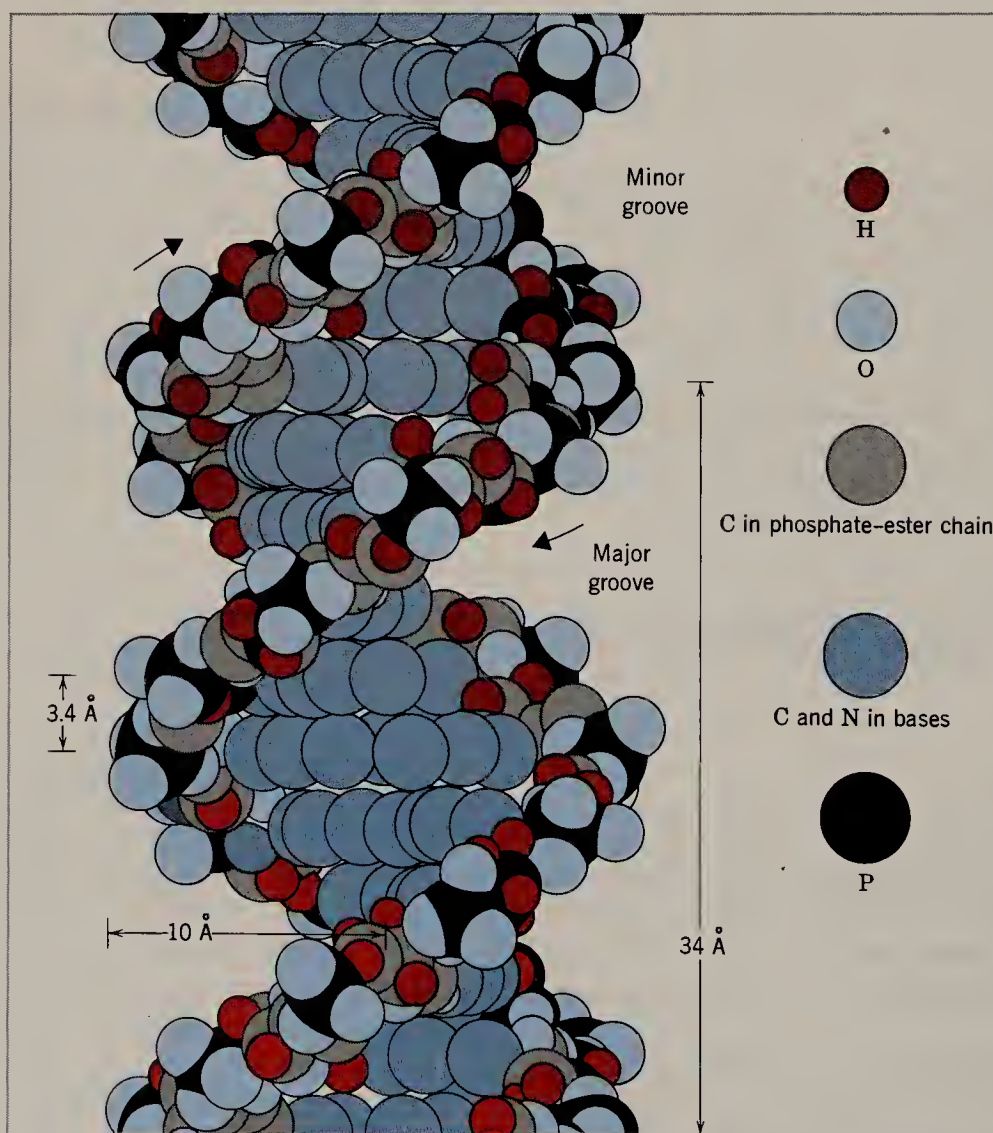 Minor
groove
H
O
C in phosphate-ester chain
Major
groove
3.4 Å
C and N in bases
P
10 Å
34 Å